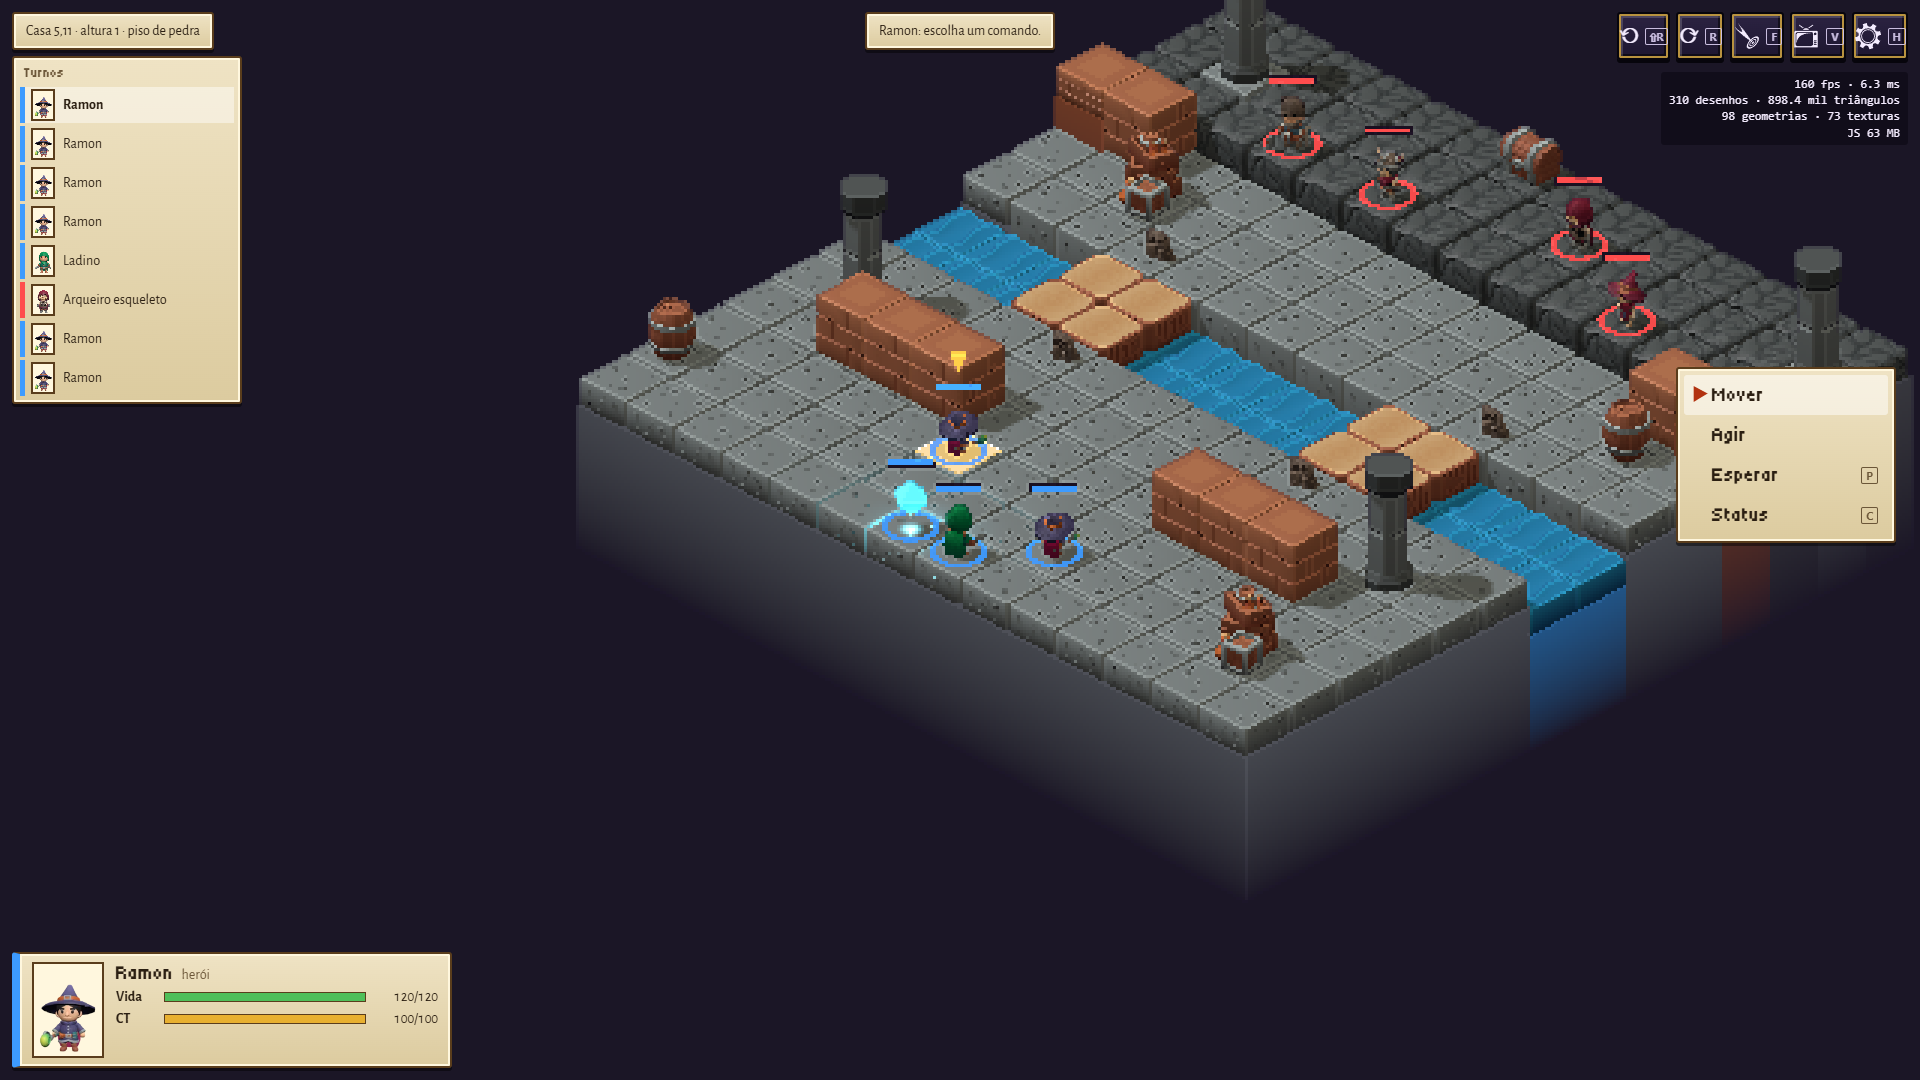 Casa 5,11 · altura 1 · piso de pedra
Ramon: escolha um comando.
⇧R
R
F
V
H
160 fps · 6.3 ms
310 desenhos · 898.4 mil triângulos
98 geometrias · 73 texturas
JS 63 MB
Turnos
Ramon
Ramon
Ramon
Ramon
Ladino
Arqueiro esqueleto
Ramon
Ramon
Mover
Agir
Esperar P
Status C
Ramon herói
Vida 120/120
CT 100/100